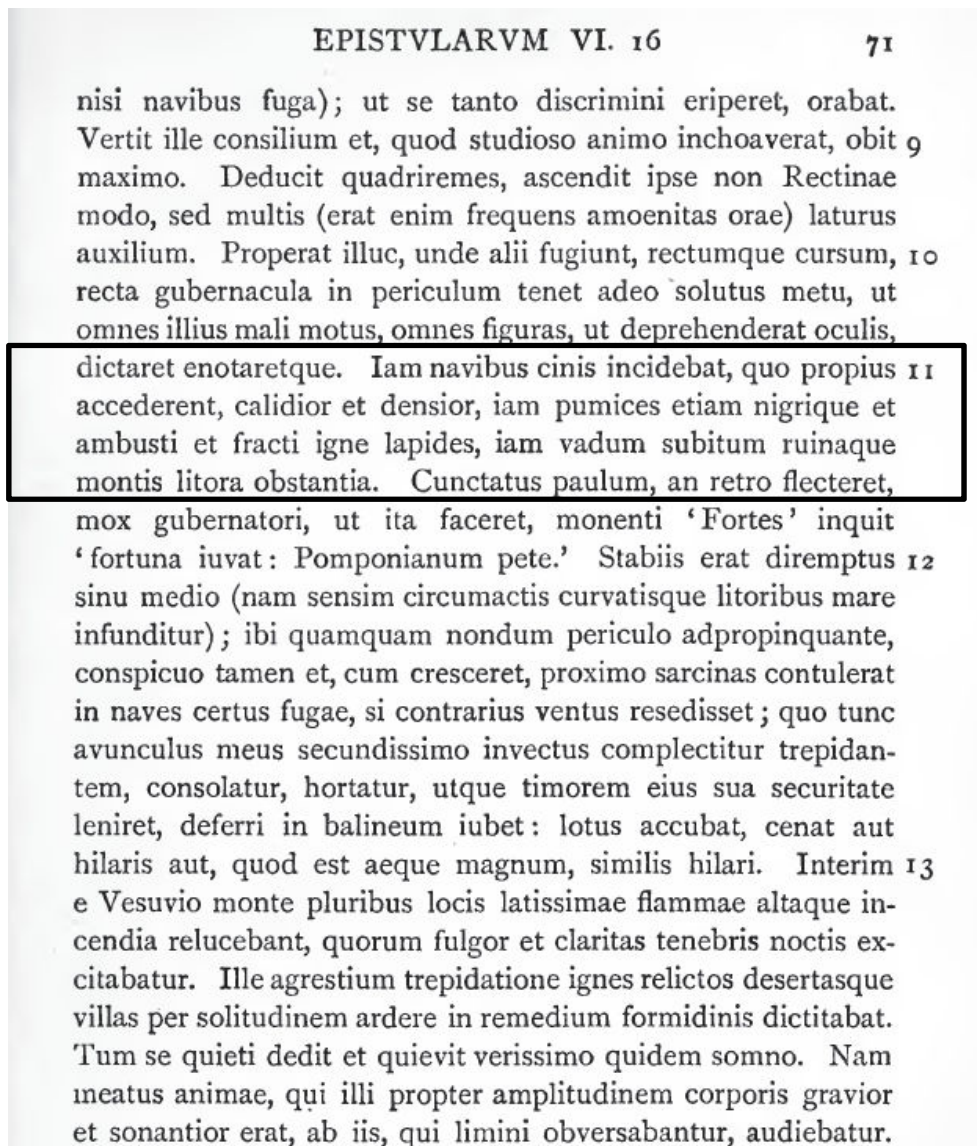 EPISTVLARVM VI. 16 71
nisi navibus fuga); ut se tanto discrimini eriperet, orabat.
Vertit ille consilium et, quod studioso animo inchoaverat, obit 9
maximo. Deducit quadriremes, ascendit ipse non Rectinae
modo, sed multis (erat enim frequens amoenitas orae) laturus
auxilium. Properat illuc, unde alii fugiunt, rectumque cursum, 10
recta gubernacula in periculum tenet adeo solutus metu, ut
omnes illius mali motus, omnes figuras, ut deprehenderat oculis,
dictaret enotaretque. Iam navibus cinis incidebat, quo propius 11
accederent, calidior et densior, iam pumices etiam nigrique et
ambusti et fracti igne lapides, iam vadum subitum ruinaque
montis litora obstantia. Cunctatus paulum, an retro flecteret,
mox gubernatori, ut ita faceret, monenti ‘Fortes’ inquit
‘fortuna iuvat: Pomponianum pete.’ Stabiis erat diremptus 12
sinu medio (nam sensim circumactis curvatisque litoribus mare
infunditur); ibi quamquam nondum periculo adpropinquante,
conspicuo tamen et, cum cresceret, proximo sarcinas contulerat
in naves certus fugae, si contrarius ventus resedisset; quo tunc
avunculus meus secundissimo invectus complectitur trepidan-
tem, consolatur, hortatur, utque timorem eius sua securitate
leniret, deferri in balineum iubet: lotus accubat, cenat aut
hilaris aut, quod est aeque magnum, similis hilari. Interim 13
e Vesuvio monte pluribus locis latissimae flammae altaque in-
cendia relucebant, quorum fulgor et claritas tenebris noctis ex-
citabatur. Ille agrestium trepidatione ignes relictos desertasque
villas per solitudinem ardere in remedium formidinis dictitabat.
Tum se quieti dedit et quievit verissimo quidem somno. Nam
meatus animae, qui illi propter amplitudinem corporis gravior
et sonantior erat, ab iis, qui limini obversabantur, audiebatur.